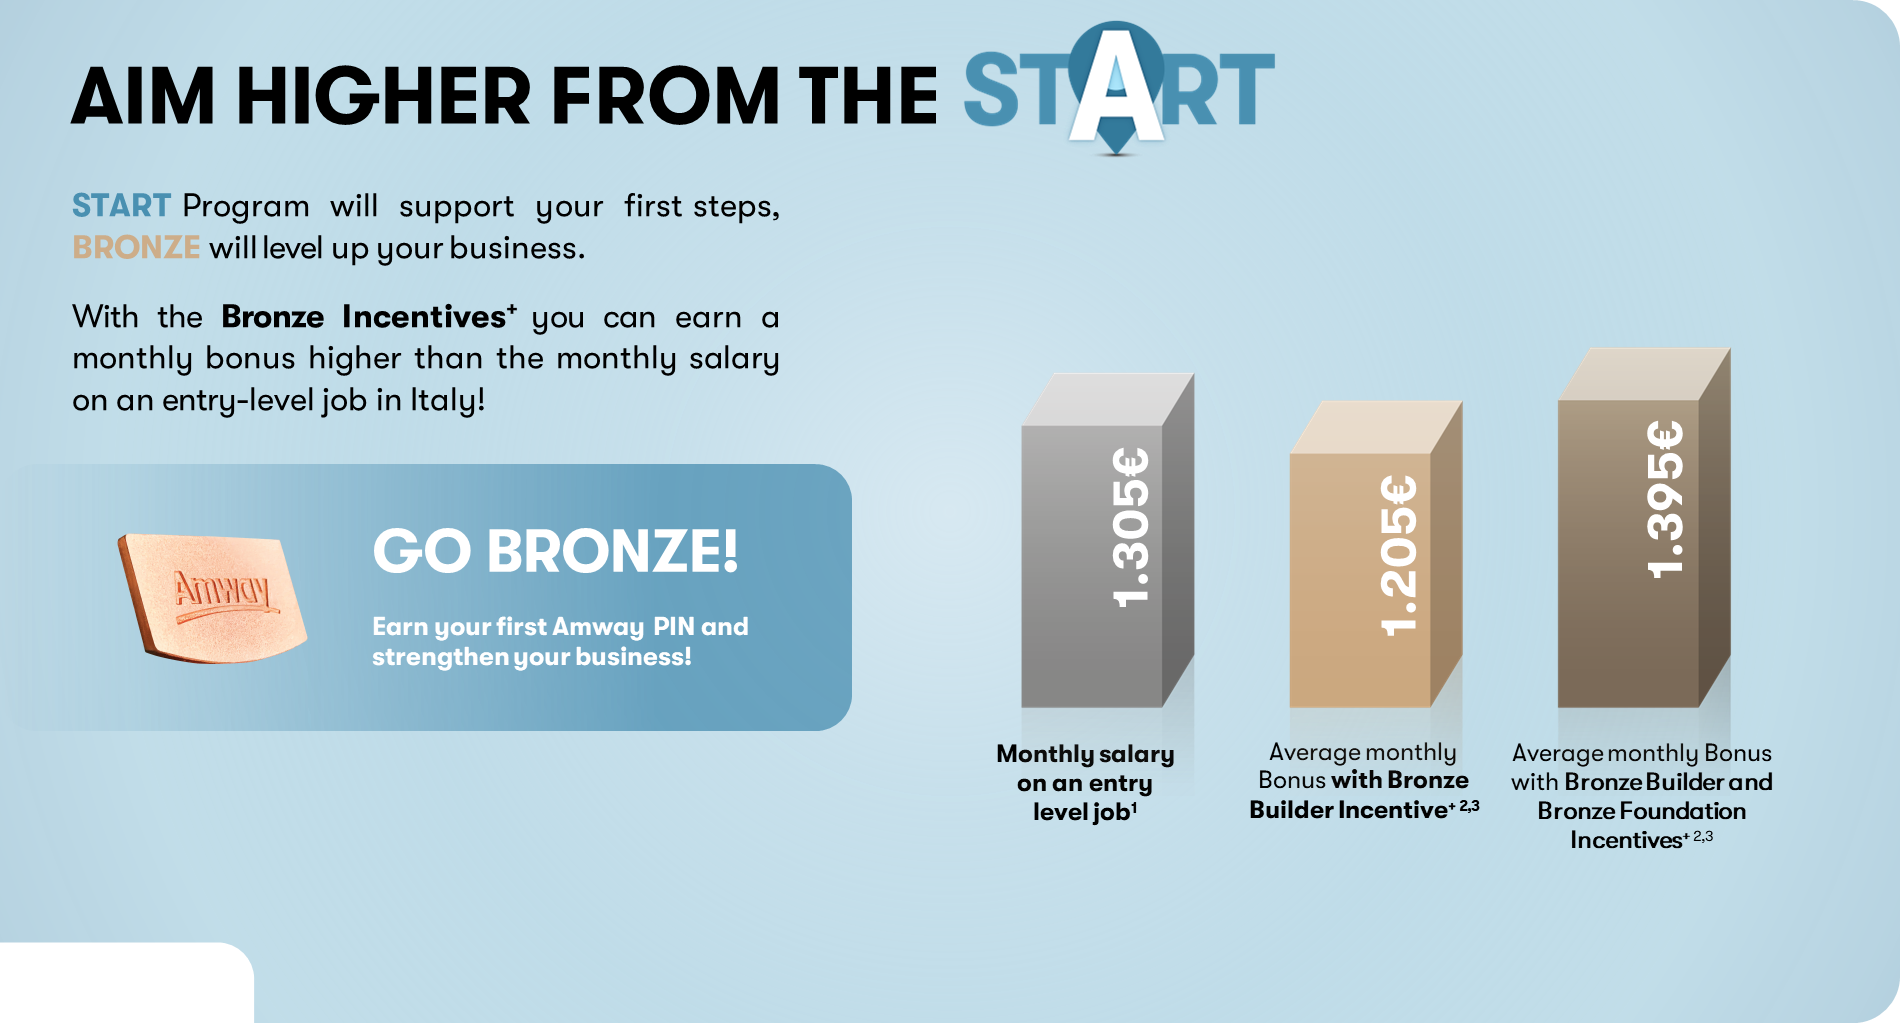 AIM HIGHER FROM THE START
START Program will support your first steps,
BRONZE will level up your business.
With the Bronze Incentives⁺ you can earn a
monthly bonus higher than the monthly salary
on an entry-level job in Italy!
Amway
GO BRONZE!
Earn your first Amway PIN and
strengthen your business!
1.305€
Monthly salary
on an entry
level job¹
1.205€
Average monthly
Bonus with Bronze
Builder Incentive⁺ ²,³
1.395€
Average monthly Bonus
with Bronze Builder and
Bronze Foundation
Incentives⁺ ²,³